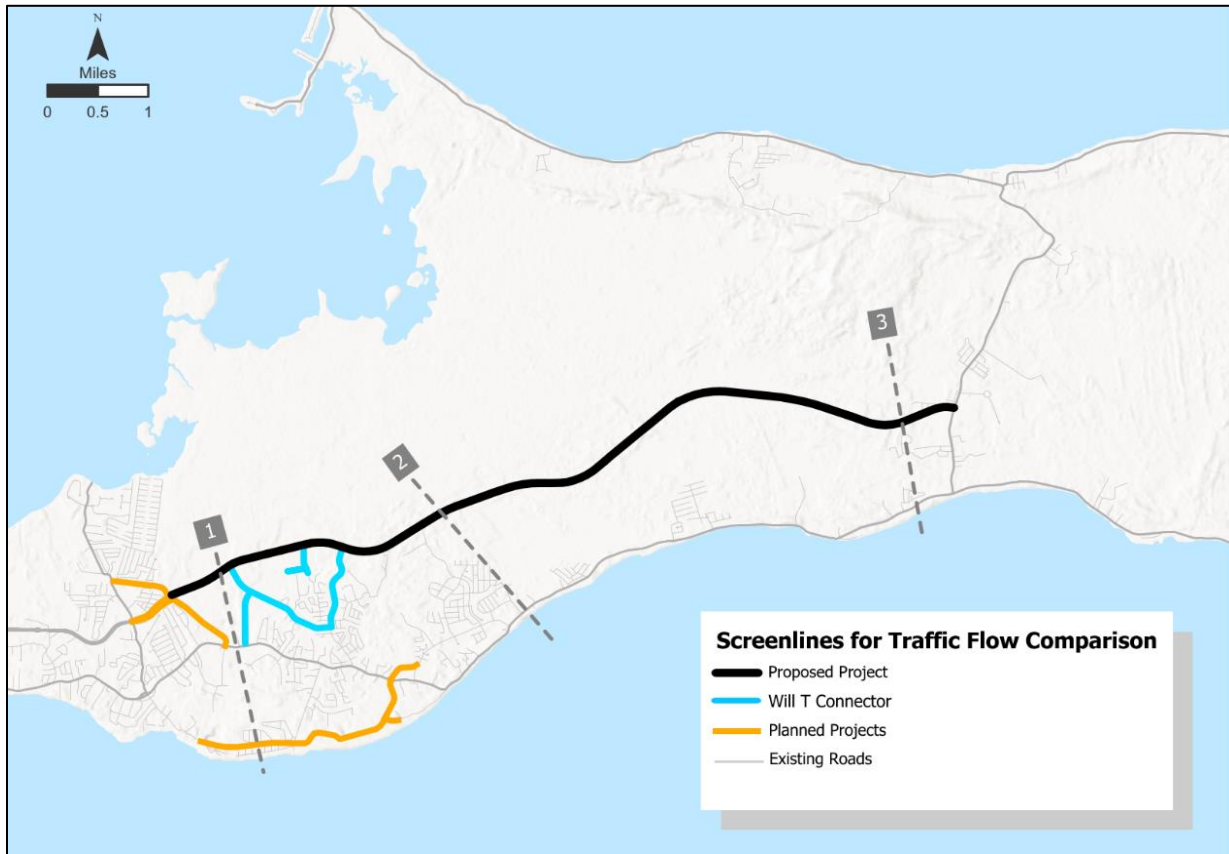 N
Miles
0 0.5 1
3
2
1
Screenlines for Traffic Flow Comparison
Proposed Project
Will T Connector
Planned Projects
Existing Roads